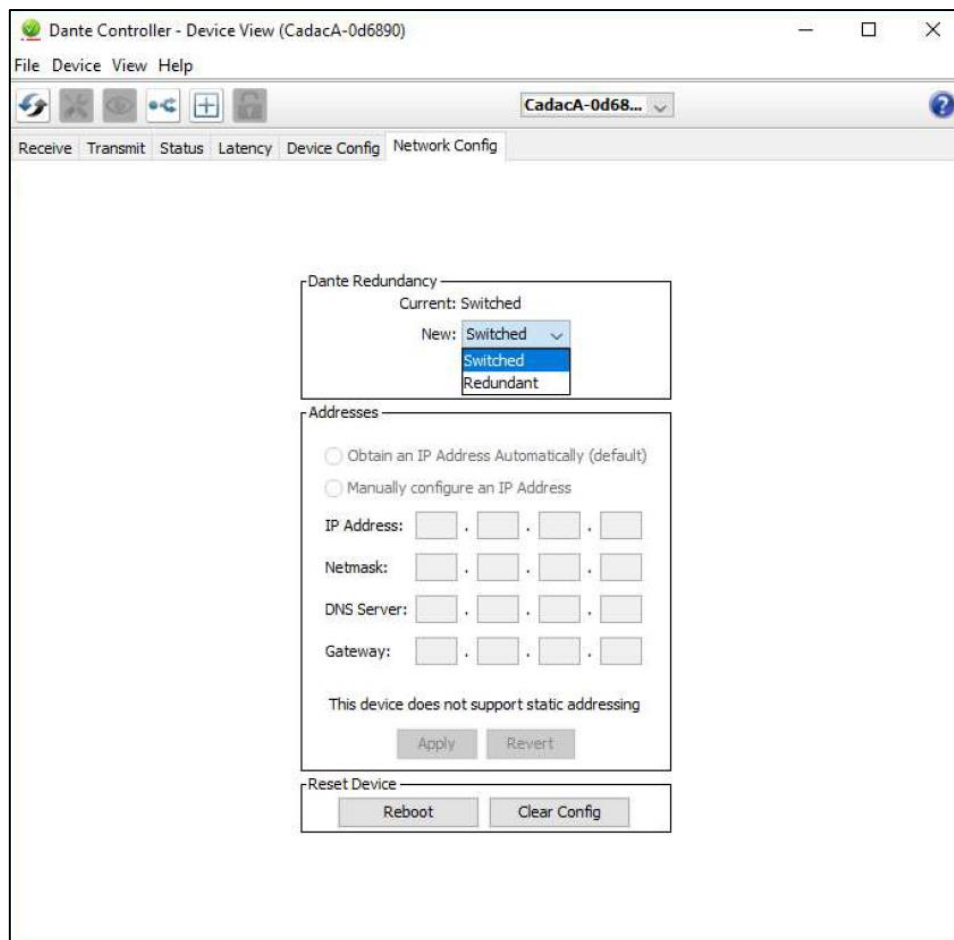 Dante Controller - Device View (CadacA-0d6890)
File Device View Help
CadacA-0d68...
Receive Transmit Status Latency Device Config Network Config
Dante Redundancy
Current: Switched
New: Switched
Switched
Redundant
Addresses
Obtain an IP Address Automatically (default)
Manually configure an IP Address
IP Address: . . .
Netmask: . . .
DNS Server: . . .
Gateway: . . .
This device does not support static addressing
Apply Revert
Reset Device
Reboot Clear Config